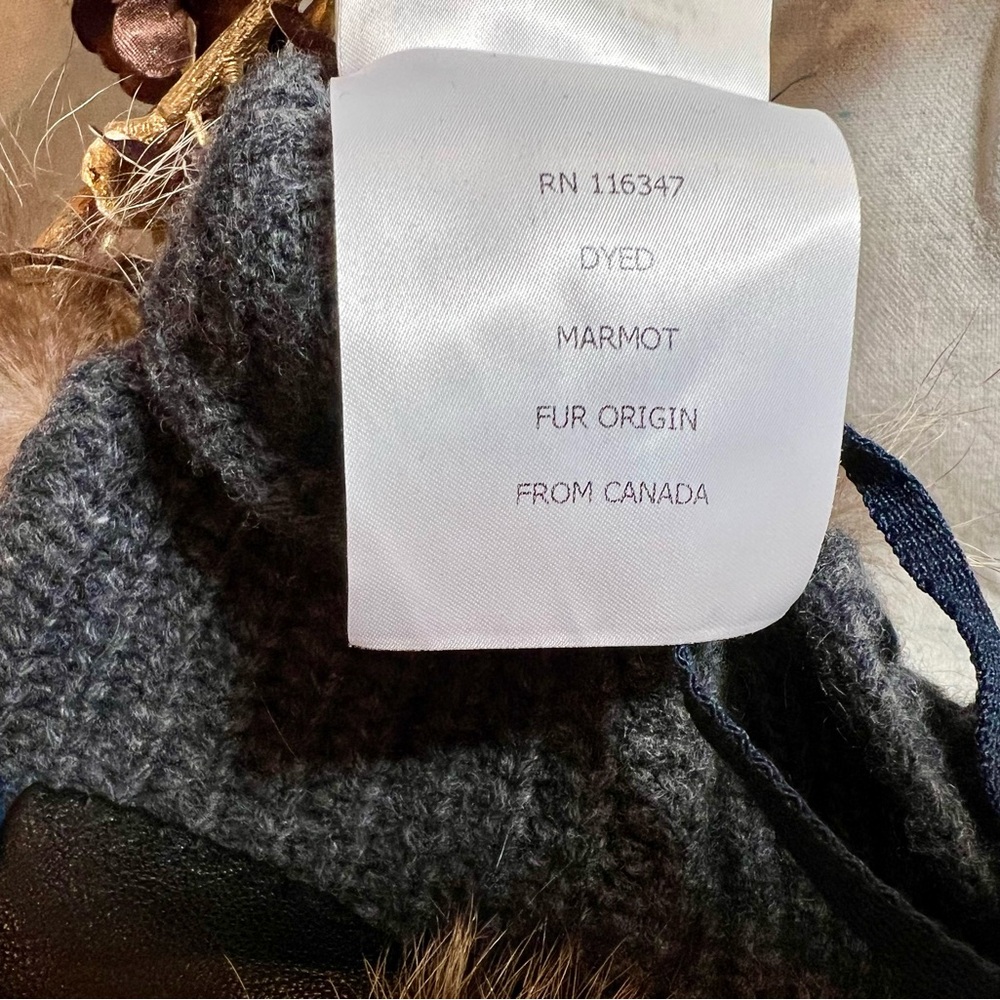 RN 116347
DYED
MARMOT
FUR ORIGIN
FROM CANADA